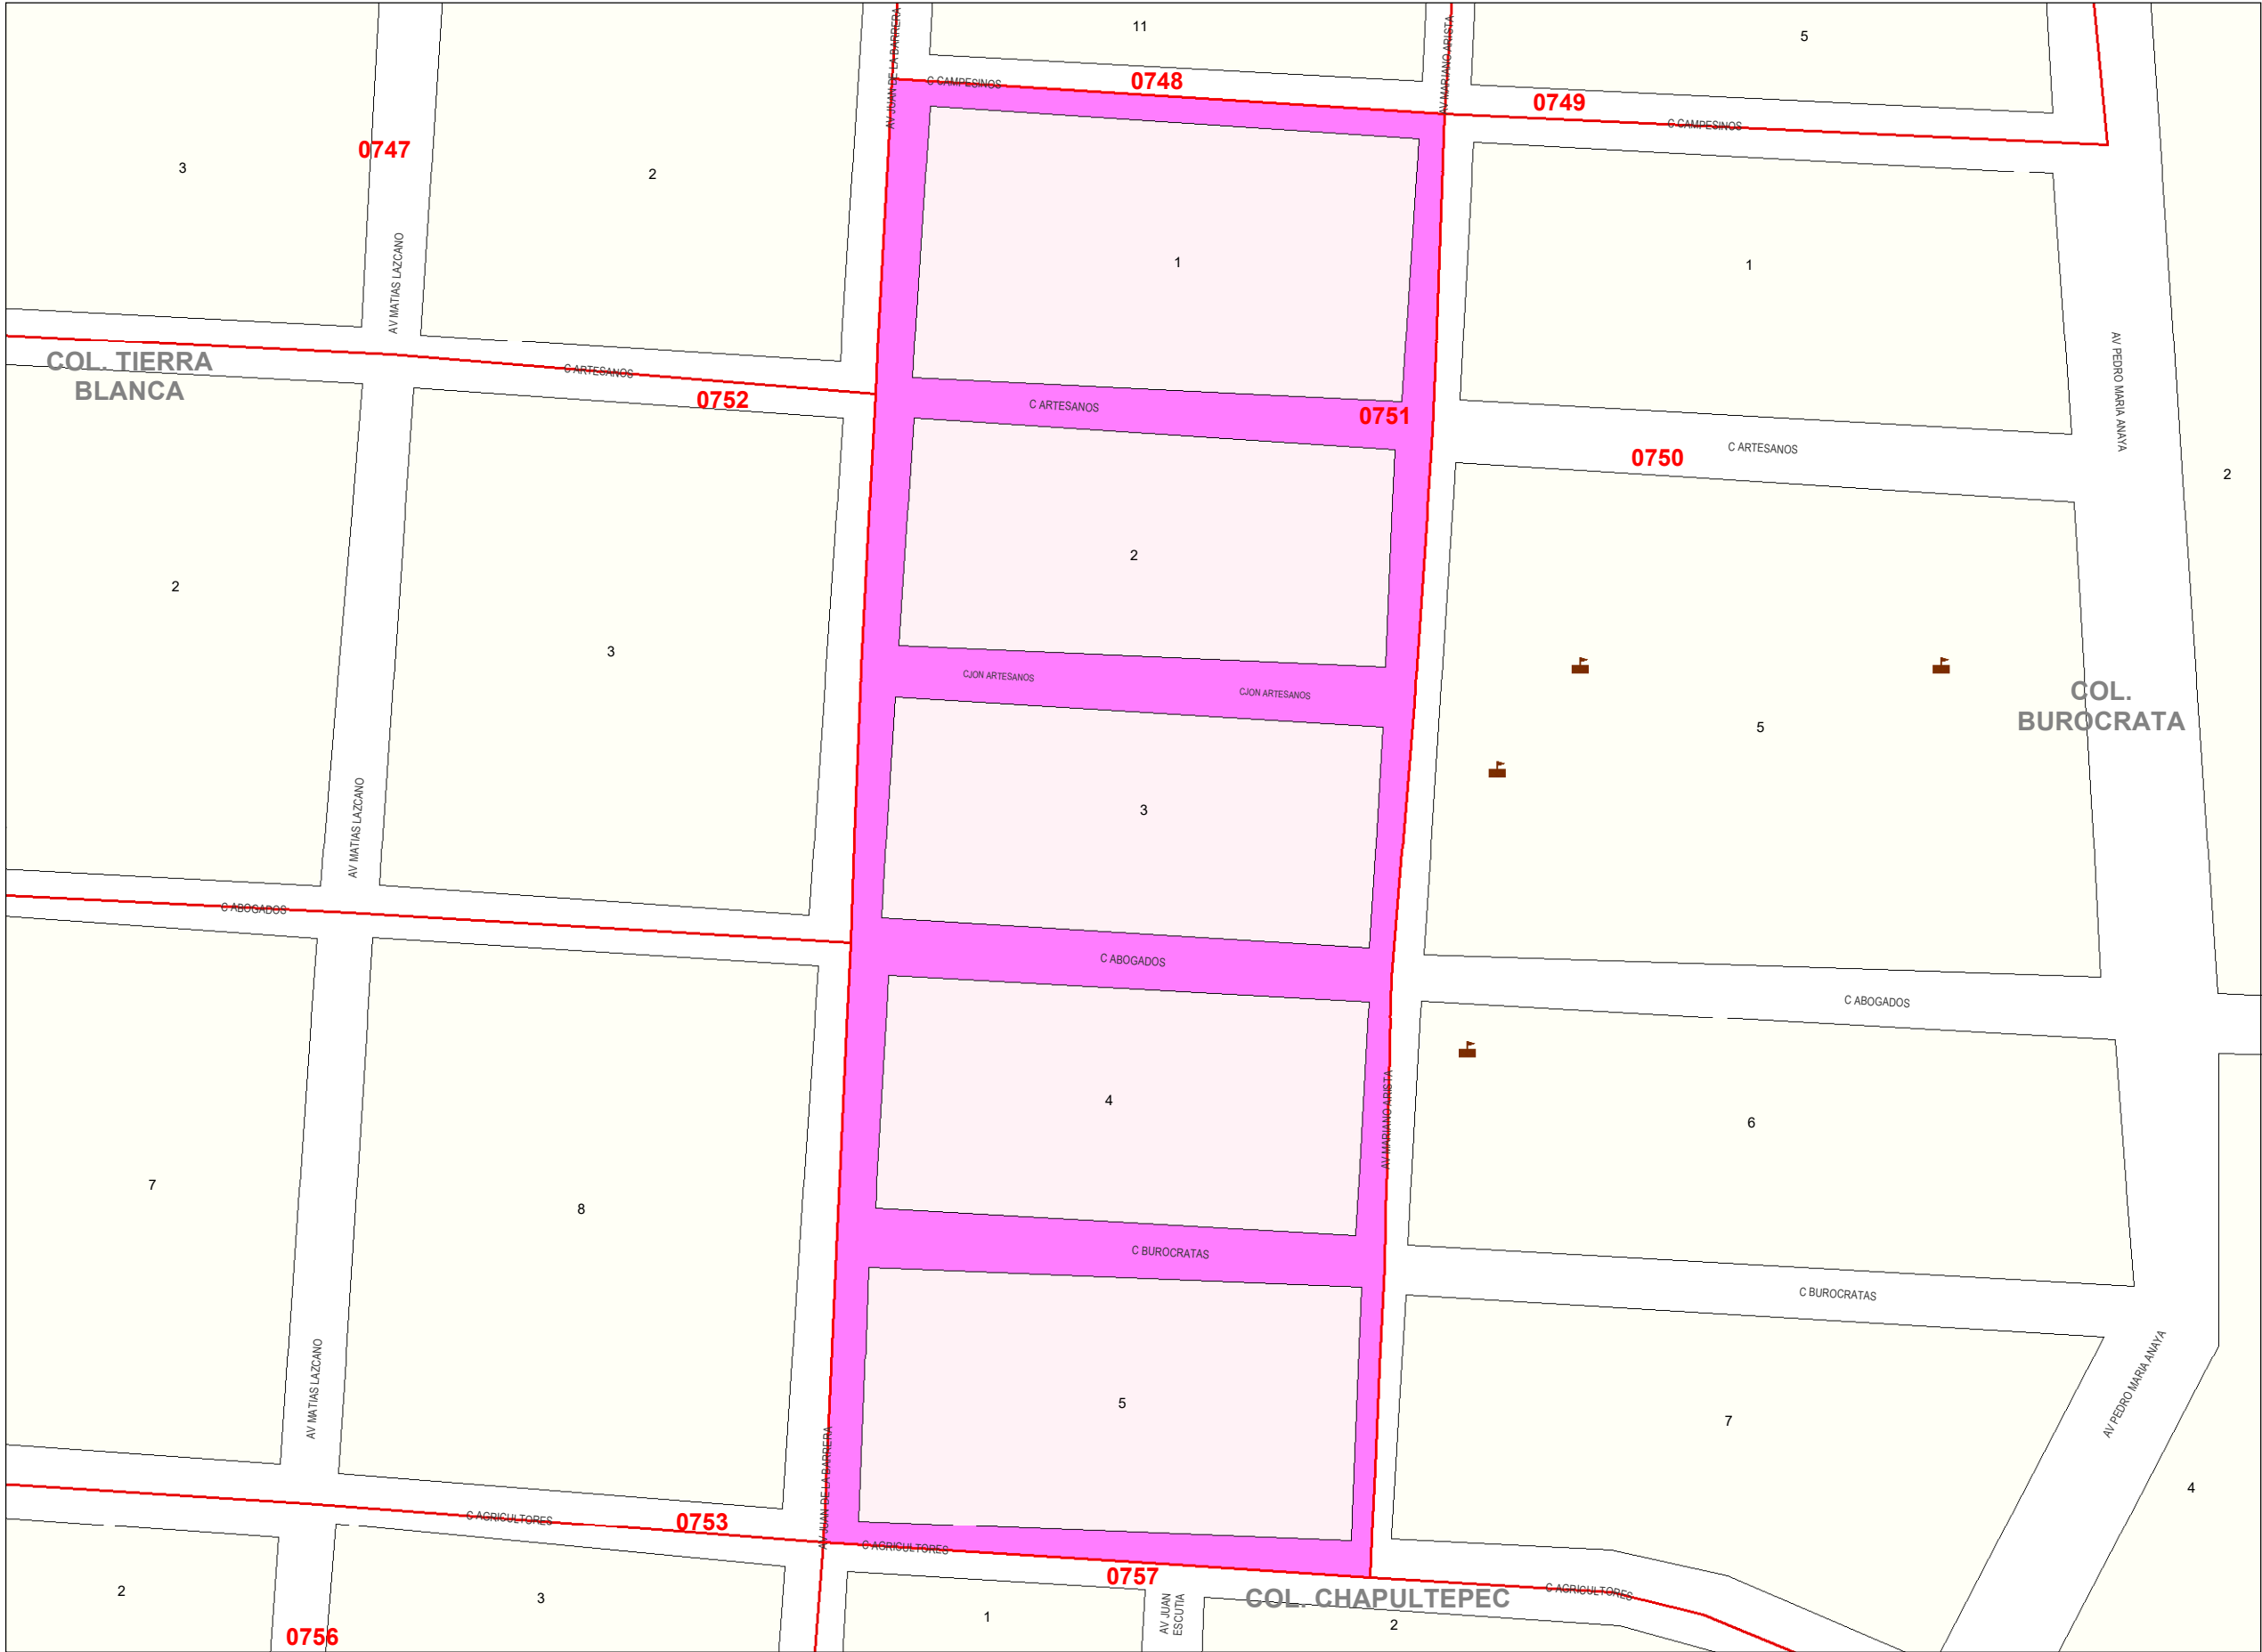 11
5
AV JUAN DE LA BARRERA
AV MARIANO ARISTA
C CAMPESINOS
0748
0749
C CAMPESINOS
0747
3
2
1
1
AV MATIAS LAZCANO
COL. TIERRA
BLANCA
C ARTESANOS
0752
C ARTESANOS
0751
AV PEDRO MARIA ANAYA
C ARTESANOS
0750
2
2
3
2
CJON ARTESANOS
CJON ARTESANOS
COL.
BUROCRATA
5
3
AV MATIAS LAZCANO
C ABOGADOS
C ABOGADOS
C ABOGADOS
4
AV MARIANO ARISTA
6
7
8
C BUROCRATAS
C BUROCRATAS
AV MATIAS LAZCANO
5
7
AV PEDRO MARIA ANAYA
4
AV JUAN DE LA BARRERA
C AGRICULTORES
0753
C AGRICULTORES
0757
COL. CHAPULTEPEC
C AGRICULTORES
2
3
1
AV JUAN
ESCUTIA
2
0756